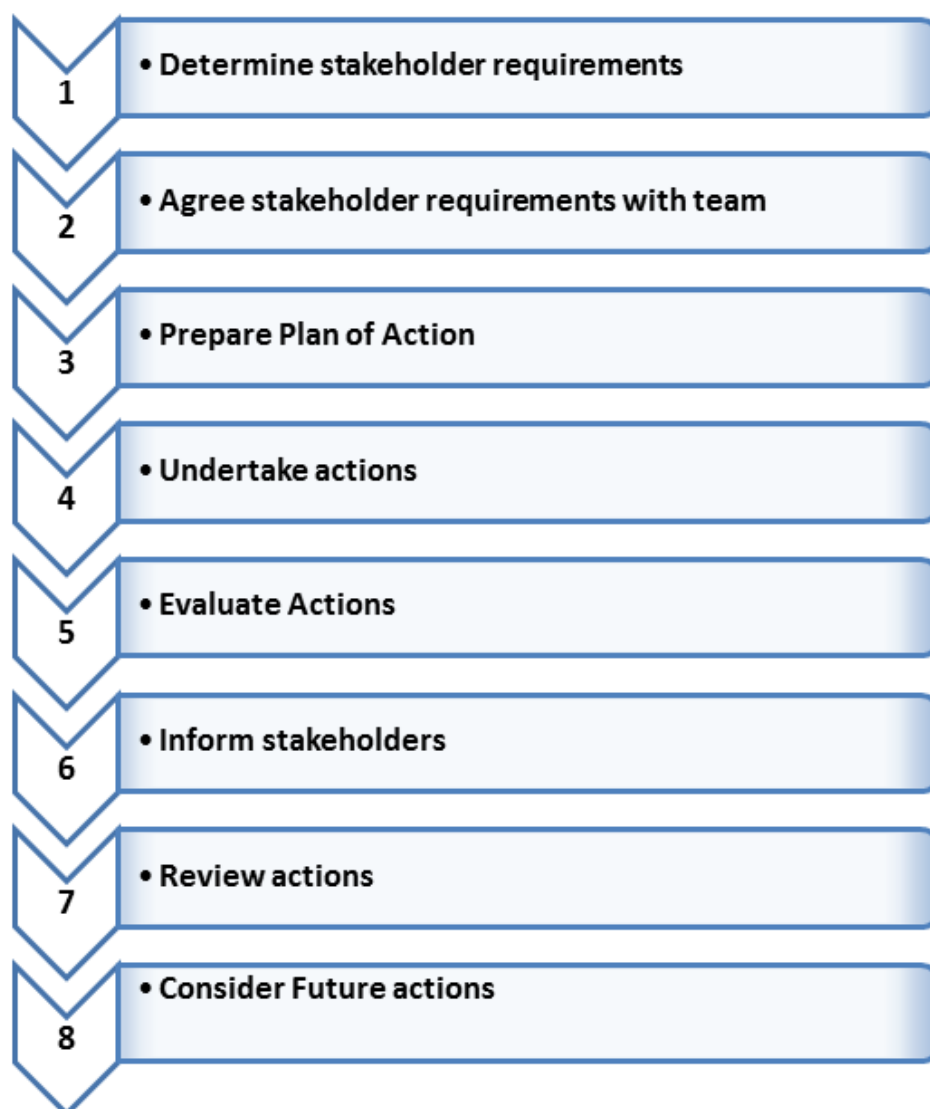 1
• Determine stakeholder requirements
2
• Agree stakeholder requirements with team
3
• Prepare Plan of Action
4
• Undertake actions
5
• Evaluate Actions
6
• Inform stakeholders
7
• Review actions
8
• Consider Future actions